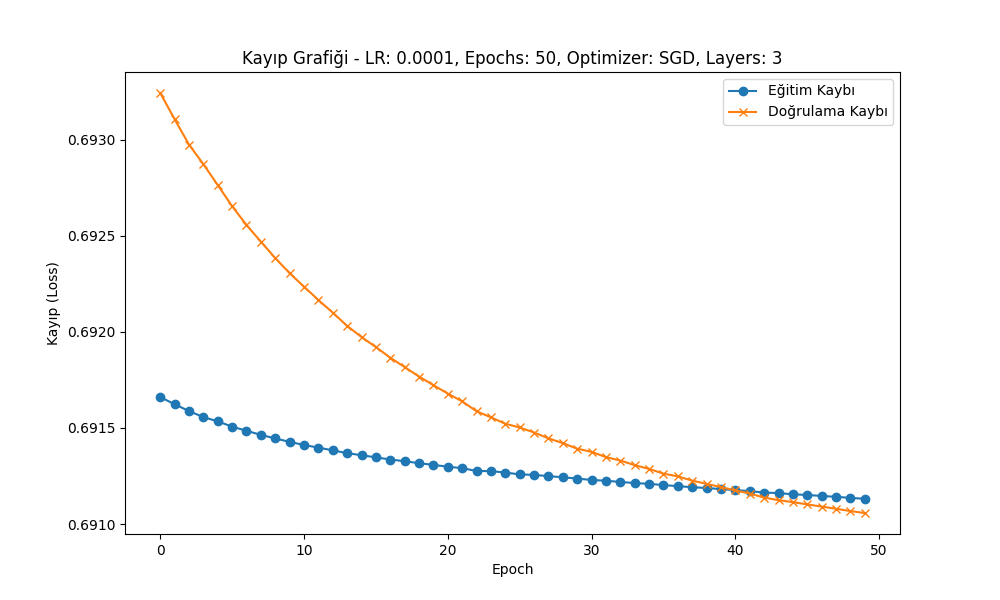 Kayıp Grafiği - LR: 0.0001, Epochs: 50, Optimizer: SGD, Layers: 3
Eğitim Kaybı
Doğrulama Kaybı
Kayıp (Loss)
0.6930
0.6925
0.6920
0.6915
0.6910
0
10
20
30
40
50
Epoch